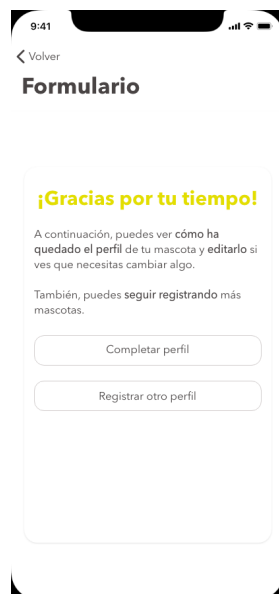 9:41
Volver
Formulario
¡Gracias por tu tiempo!
A continuación, puedes ver cómo ha
quedado el perfil de tu mascota y editarlo si
ves que necesitas cambiar algo.
También, puedes seguir registrando más
mascotas.
Completar perfil
Registrar otro perfil